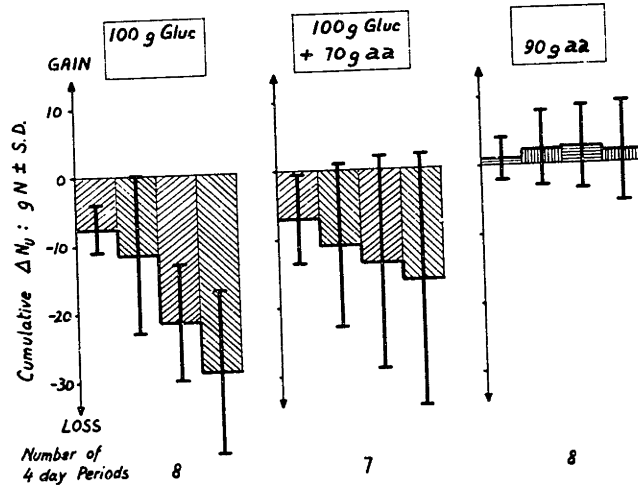 100 g Gluc
100 g Gluc
+ 70 g aa
90 g aa
GAIN
10
0
-10
-20
-30
Cumulative ΔNu : gN ± S.D.
LOSS
Number of
4 day Periods
8
7
8